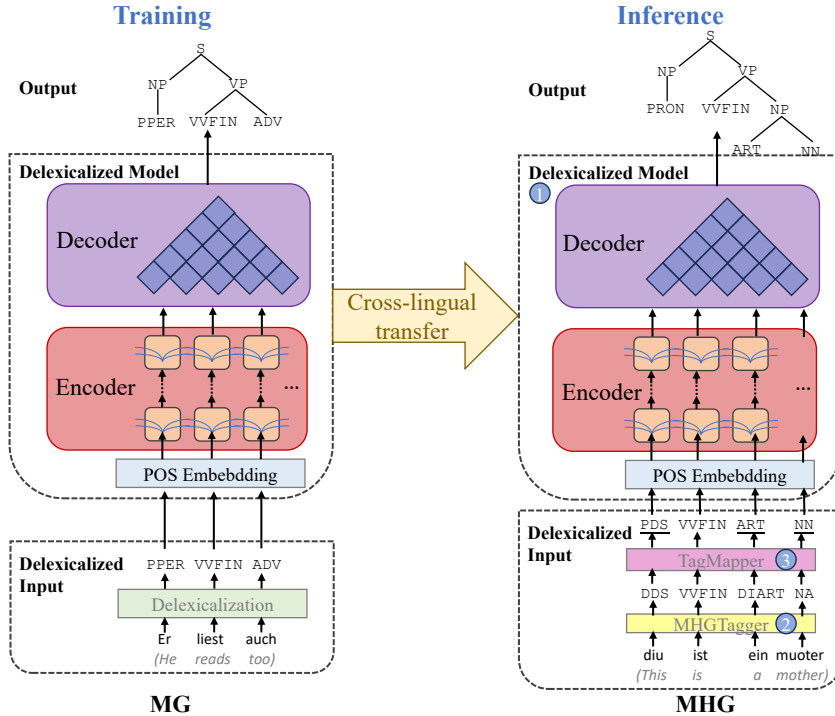 Training
Output
S
NP VP
PPER VVFIN ADV
Delexicalized Model
Decoder
Encoder
...
POS Embebdding
Delexicalized
Input
PPER VVFIN ADV
Delexicalization
Er liest auch
(He reads too)
MG
Cross-lingual
transfer
Inference
Output
S
NP VP
PRON VVFIN NP
ART NN
Delexicalized Model
1
Decoder
Encoder
...
POS Embebdding
Delexicalized
Input
PDS VVFIN ART NN
TagMapper 3
DDS VVFIN DIART NA
MHGTagger 2
diu ist ein muoter
(This is a mother)
MHG